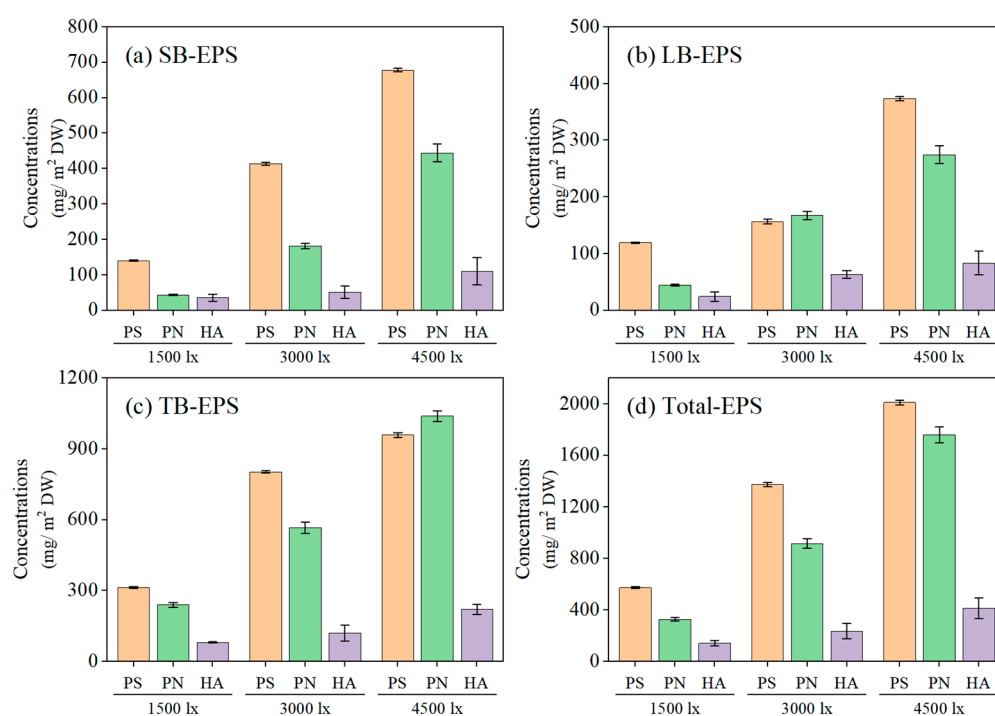 (a) SB-EPS
Concentrations
(mg/ m² DW)
800
700
600
500
400
300
200
100
0
PS PN HA PS PN HA PS PN HA
1500 lx 3000 lx 4500 lx
(b) LB-EPS
Concentrations
(mg/ m² DW)
500
400
300
200
100
0
PS PN HA PS PN HA PS PN HA
1500 lx 3000 lx 4500 lx
(c) TB-EPS
Concentrations
(mg/ m² DW)
1200
900
600
300
0
PS PN HA PS PN HA PS PN HA
1500 lx 3000 lx 4500 lx
(d) Total-EPS
Concentrations
(mg/ m² DW)
2000
1600
1200
800
400
0
PS PN HA PS PN HA PS PN HA
1500 lx 3000 lx 4500 lx